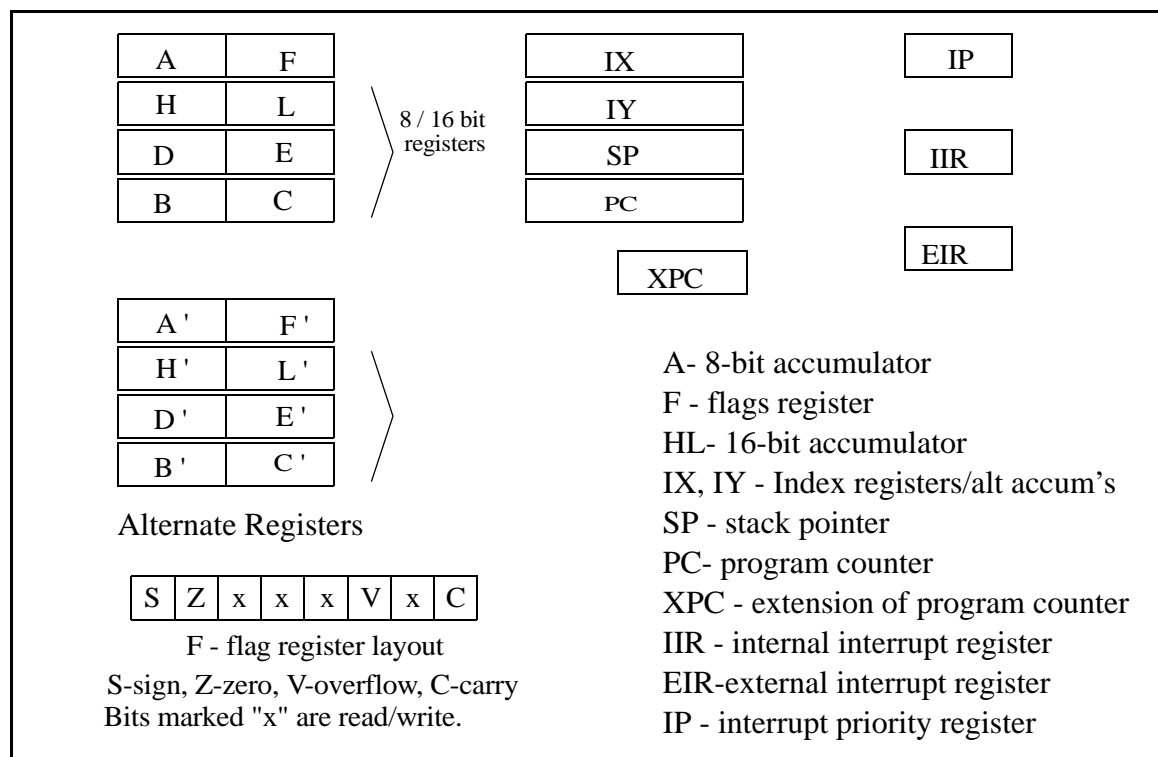 A F
H L
D E
B C
8 / 16 bit
registers
IX
IY
SP
PC
XPC
IP
IIR
EIR
A ' F '
H ' L '
D ' E '
B ' C '
Alternate Registers
S Z x x x V x C
F - flag register layout
S-sign, Z-zero, V-overflow, C-carry
Bits marked "x" are read/write.
A- 8-bit accumulator
F - flags register
HL- 16-bit accumulator
IX, IY - Index registers/alt accum’s
SP - stack pointer
PC- program counter
XPC - extension of program counter
IIR - internal interrupt register
EIR-external interrupt register
IP - interrupt priority register